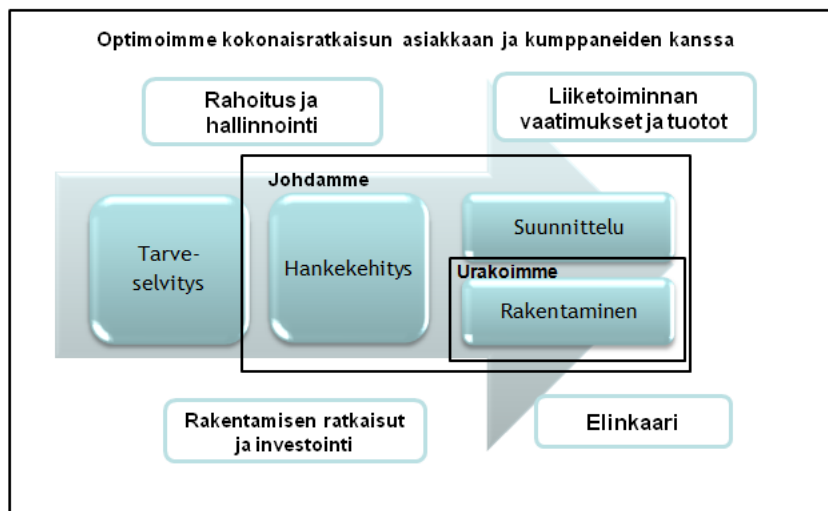 Optimoimme kokonaisratkaisun asiakkaan ja kumppaneiden kanssa
Rahoitus ja
hallinnointi
Liiketoiminnan
vaatimukset ja tuotot
Johdamme
Tarve-
selvitys
Hankekehitys
Suunnittelu
Urakoimme
Rakentaminen
Rakentamisen ratkaisut
ja investointi
Elinkaari